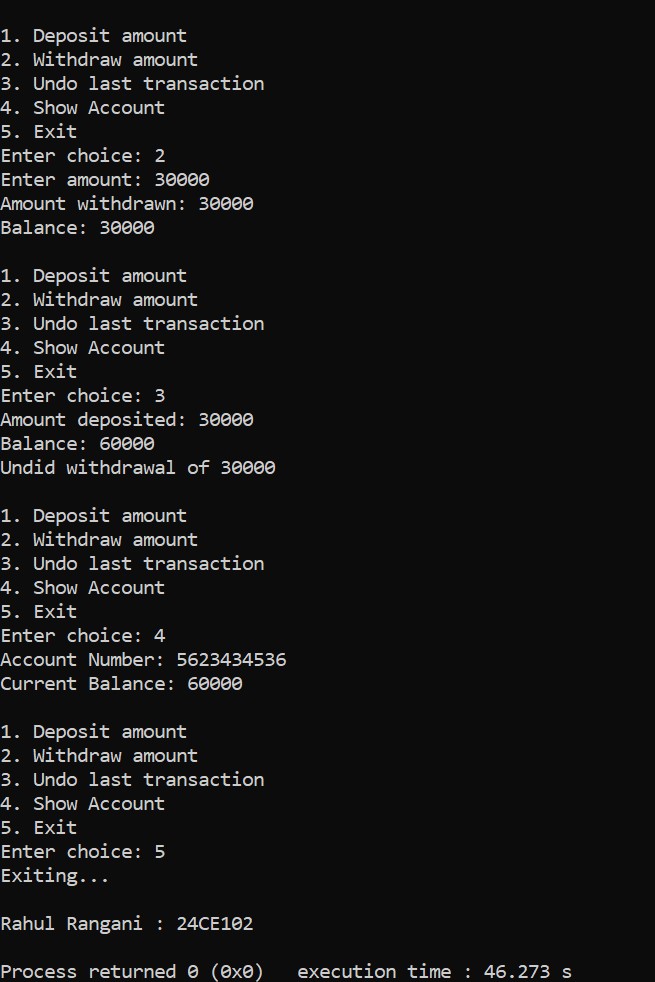 1. Deposit amount
2. Withdraw amount
3. Undo last transaction
4. Show Account
5. Exit
Enter choice: 2
Enter amount: 30000
Amount withdrawn: 30000
Balance: 30000

1. Deposit amount
2. Withdraw amount
3. Undo last transaction
4. Show Account
5. Exit
Enter choice: 3
Amount deposited: 30000
Balance: 60000
Undid withdrawal of 30000

1. Deposit amount
2. Withdraw amount
3. Undo last transaction
4. Show Account
5. Exit
Enter choice: 4
Account Number: 5623434536
Current Balance: 60000

1. Deposit amount
2. Withdraw amount
3. Undo last transaction
4. Show Account
5. Exit
Enter choice: 5
Exiting...

Rahul Rangani : 24CE102

Process returned 0 (0x0)   execution time : 46.273 s